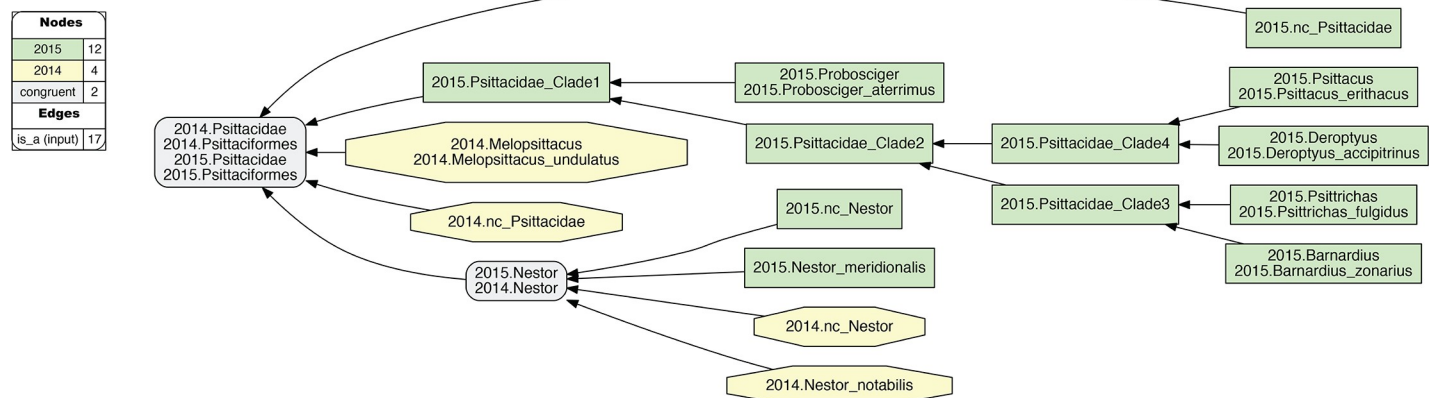 Nodes
2015 12
2014 4
congruent 2
Edges
is_a (input) 17
2014.Psittacidae
2014.Psittaciformes
2015.Psittacidae
2015.Psittaciformes
2015.Psittacidae_Clade1
2014.Melopsittacus
2014.Melopsittacus_undulatus
2014.nc_Psittacidae
2015.Nestor
2014.Nestor
2015.Probosciger
2015.Probosciger_aterrimus
2015.Psittacidae_Clade2
2015.nc_Nestor
2015.Nestor_meridionalis
2014.nc_Nestor
2014.Nestor_notabilis
2015.Psittacidae_Clade4
2015.Psittacidae_Clade3
2015.nc_Psittacidae
2015.Psittacus
2015.Psittacus_erithacus
2015.Deroptyus
2015.Deroptyus_accipitrinus
2015.Psittrichas
2015.Psittrichas_fulgidus
2015.Barnardius
2015.Barnardius_zonarius